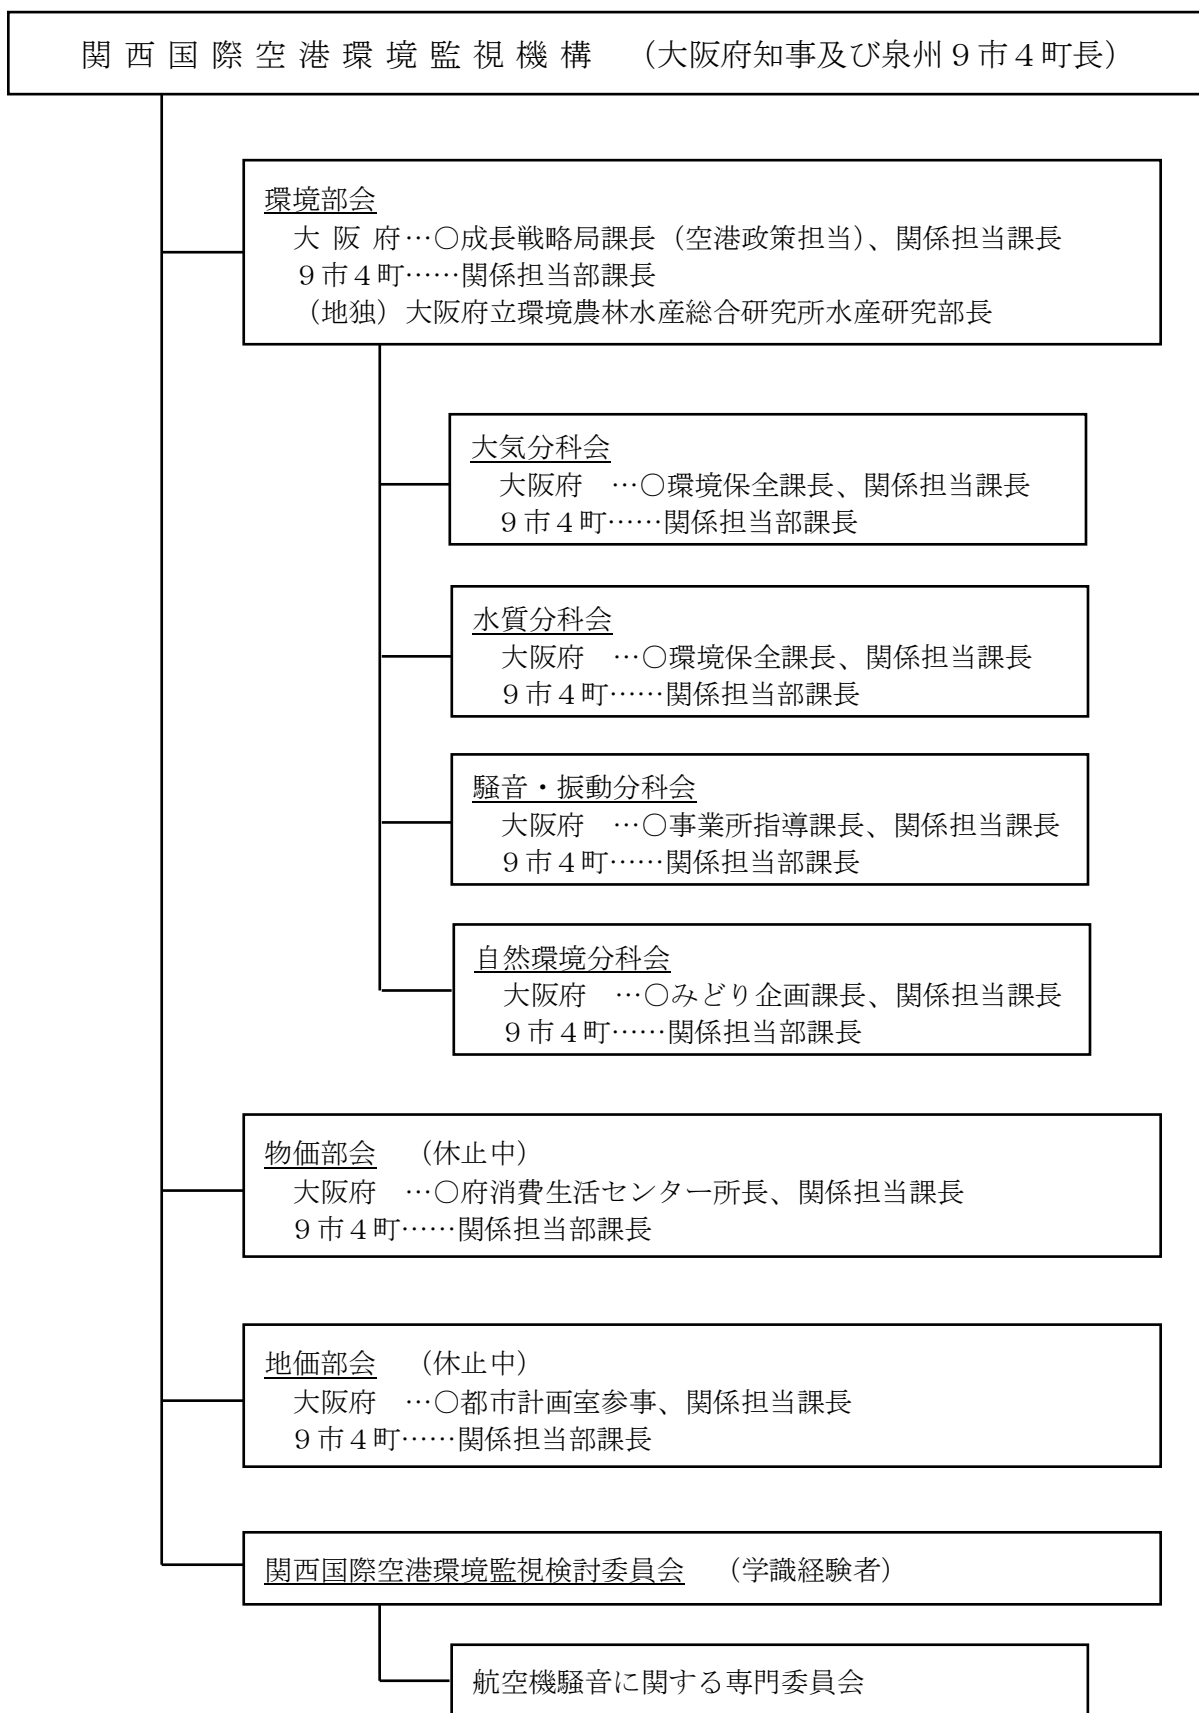 関西国際空港環境監視機構　（大阪府知事及び泉州９市４町長）
環境部会
大 阪 府…○成長戦略局課長（空港政策担当）、関係担当課長
９市４町……関係担当部課長
（地独）大阪府立環境農林水産総合研究所水産研究部長
大気分科会
大阪府　…○環境保全課長、関係担当課長
９市４町……関係担当部課長
水質分科会
大阪府　…○環境保全課長、関係担当課長
９市４町……関係担当部課長
騒音・振動分科会
大阪府　…○事業所指導課長、関係担当課長
９市４町……関係担当部課長
自然環境分科会
大阪府　…○みどり企画課長、関係担当課長
９市４町……関係担当部課長
物価部会　（休止中）
大阪府　…○府消費生活センター所長、関係担当課長
９市４町……関係担当部課長
地価部会　（休止中）
大阪府　…○都市計画室参事、関係担当課長
９市４町……関係担当部課長
関西国際空港環境監視検討委員会　（学識経験者）
航空機騒音に関する専門委員会